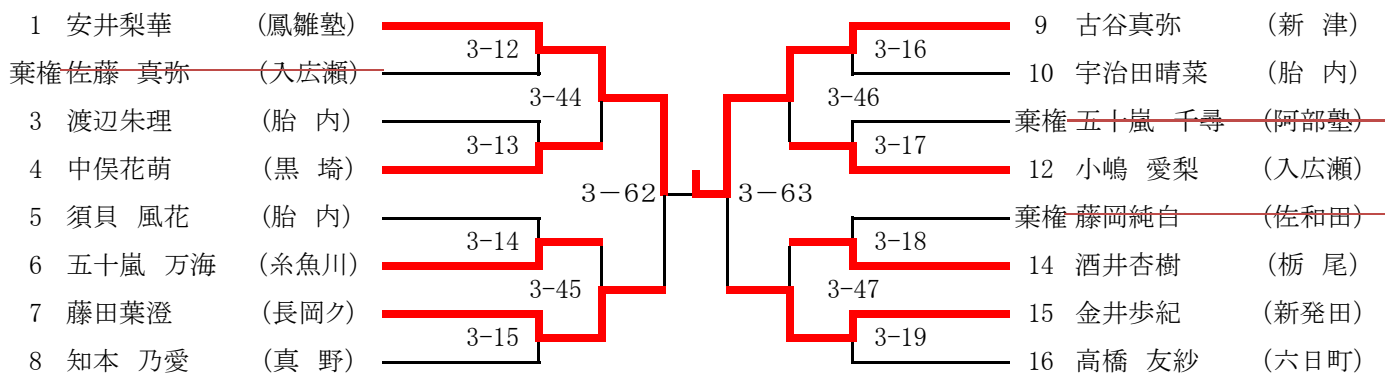 1 安井梨華 (鳳雛塾)
棄権 佐藤 真弥 (入広瀬)
3 渡辺朱理 (胎 内)
4 中俣花萌 (黒 埼)
5 須貝 風花 (胎 内)
6 五十嵐 万海 (糸魚川)
7 藤田葉澄 (長岡ク)
8 知本 乃愛 (真 野)
3-12
3-13
3-14
3-15
3-44
3-45
3－62
3－63
3-46
3-47
3-16
3-17
3-18
3-19
9 古谷真弥 (新 津)
10 宇治田晴菜 (胎 内)
棄権 五十嵐 千尋 (阿部塾)
12 小嶋 愛梨 (入広瀬)
棄権 藤岡純白 (佐和田)
14 酒井杏樹 (栃 尾)
15 金井歩紀 (新発田)
16 高橋 友紗 (六日町)